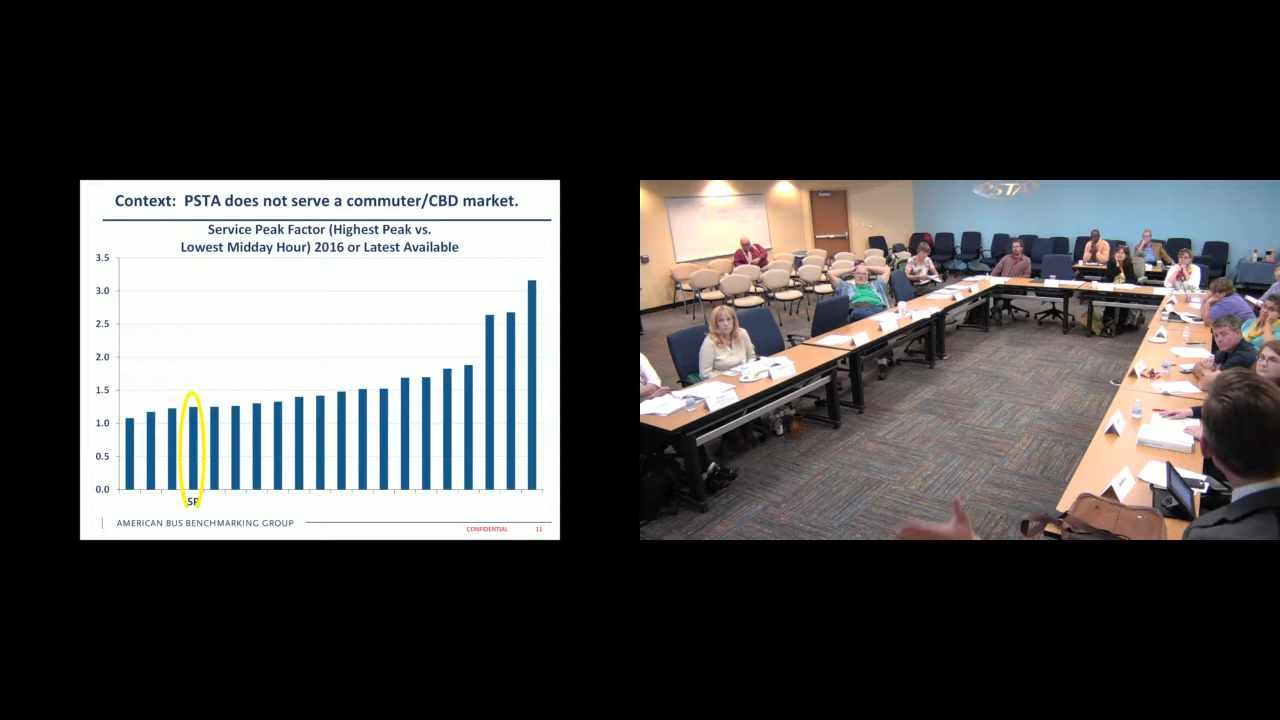 Context: PSTA does not serve a commuter/CBD market.
Service Peak Factor (Highest Peak vs.
Lowest Midday Hour) 2016 or Latest Available
3.5
3.0
2.5
2.0
1.5
1.0
0.5
0.0
SP
AMERICAN BUS BENCHMARKING GROUP
CONFIDENTIAL 11
PSTA